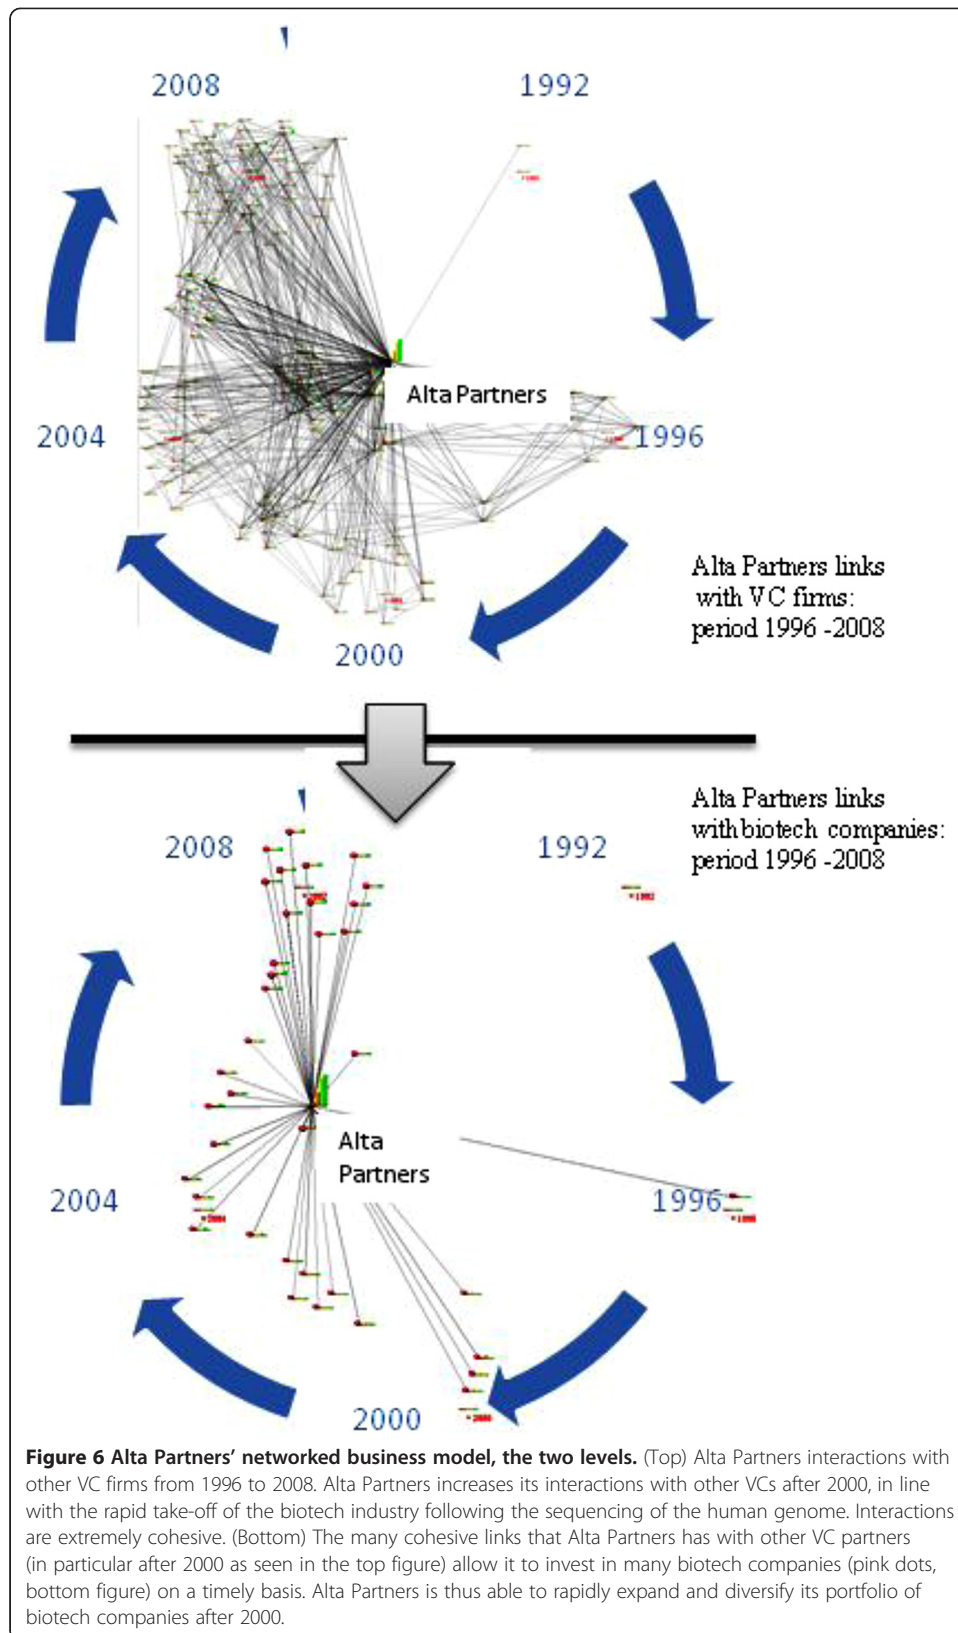 2008
1992
Alta Partners
2004
1996
Alta Partners links
with VC firms:
period 1996 -2008
2000
Alta Partners links
with biotech companies:
period 1996 -2008
2008
1992
1992
1992
Alta
Partners
2004
1996
2004
1996
2000
2000
Figure 6 Alta Partners’ networked business model, the two levels. (Top) Alta Partners interactions with
other VC firms from 1996 to 2008. Alta Partners increases its interactions with other VCs after 2000, in line
with the rapid take-off of the biotech industry following the sequencing of the human genome. Interactions
are extremely cohesive. (Bottom) The many cohesive links that Alta Partners has with other VC partners
(in particular after 2000 as seen in the top figure) allow it to invest in many biotech companies (pink dots,
bottom figure) on a timely basis. Alta Partners is thus able to rapidly expand and diversify its portfolio of
biotech companies after 2000.